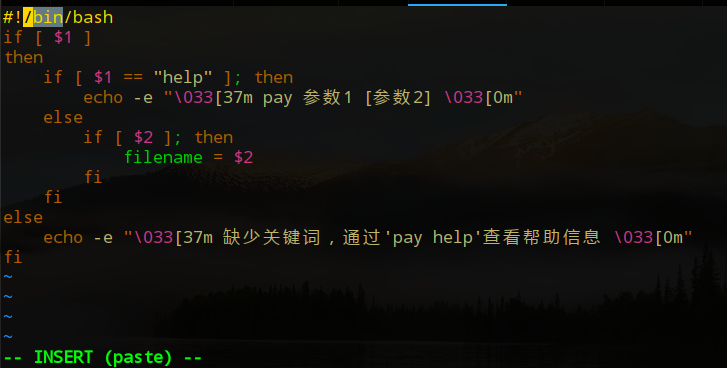 #!/bin/bash
if [ $1 ]
then
    if [ $1 == "help" ]; then
        echo -e "\033[37m pay 参数1 [参数2] \033[0m"
    else
        if [ $2 ]; then
            filename = $2
        fi
    fi
else
    echo -e "\033[37m 缺少关键词，通过'pay help'查看帮助信息 \033[0m"
fi
~
~
~
~
-- INSERT (paste) --